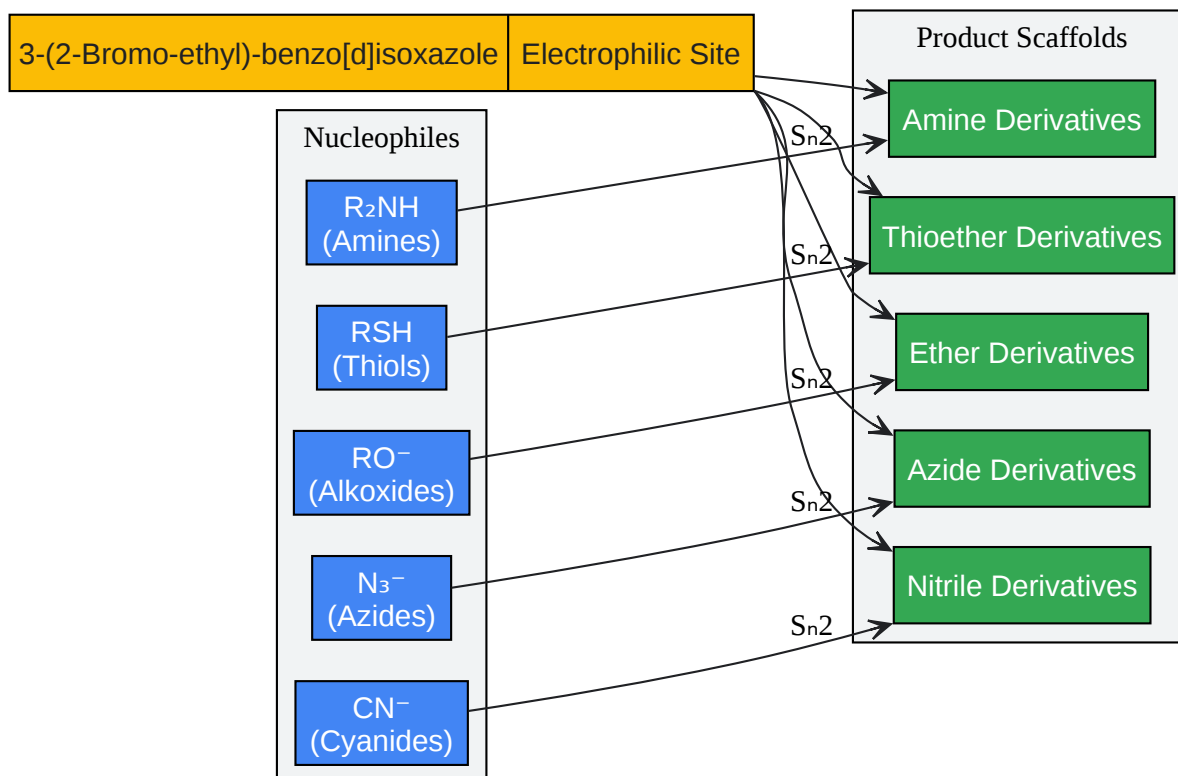 3-(2-Bromo-ethyl)-benzo[d]isoxazole
Electrophilic Site
Nucleophiles
R₂NH
(Amines)
RSH
(Thiols)
RO⁻
(Alkoxides)
N₃⁻
(Azides)
CN⁻
(Cyanides)
Sₙ2
Sₙ2
Sₙ2
Sₙ2
Sₙ2
Product Scaffolds
Amine Derivatives
Thioether Derivatives
Ether Derivatives
Azide Derivatives
Nitrile Derivatives